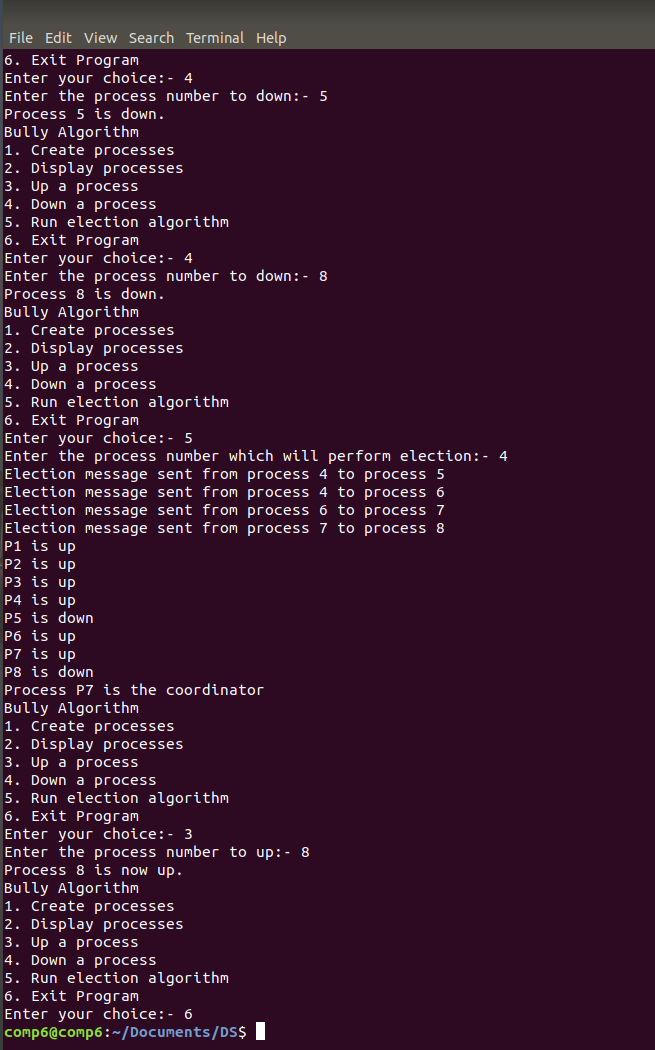 File Edit View Search Terminal Help
6. Exit Program
Enter your choice:- 4
Enter the process number to down:- 5
Process 5 is down.
Bully Algorithm
1. Create processes
2. Display processes
3. Up a process
4. Down a process
5. Run election algorithm
6. Exit Program
Enter your choice:- 4
Enter the process number to down:- 8
Process 8 is down.
Bully Algorithm
1. Create processes
2. Display processes
3. Up a process
4. Down a process
5. Run election algorithm
6. Exit Program
Enter your choice:- 5
Enter the process number which will perform election:- 4
Election message sent from process 4 to process 5
Election message sent from process 4 to process 6
Election message sent from process 6 to process 7
Election message sent from process 7 to process 8
P1 is up
P2 is up
P3 is up
P4 is up
P5 is down
P6 is up
P7 is up
P8 is down
Process P7 is the coordinator
Bully Algorithm
1. Create processes
2. Display processes
3. Up a process
4. Down a process
5. Run election algorithm
6. Exit Program
Enter your choice:- 3
Enter the process number to up:- 8
Process 8 is now up.
Bully Algorithm
1. Create processes
2. Display processes
3. Up a process
4. Down a process
5. Run election algorithm
6. Exit Program
Enter your choice:- 6
comp6@comp6:~/Documents/DS$